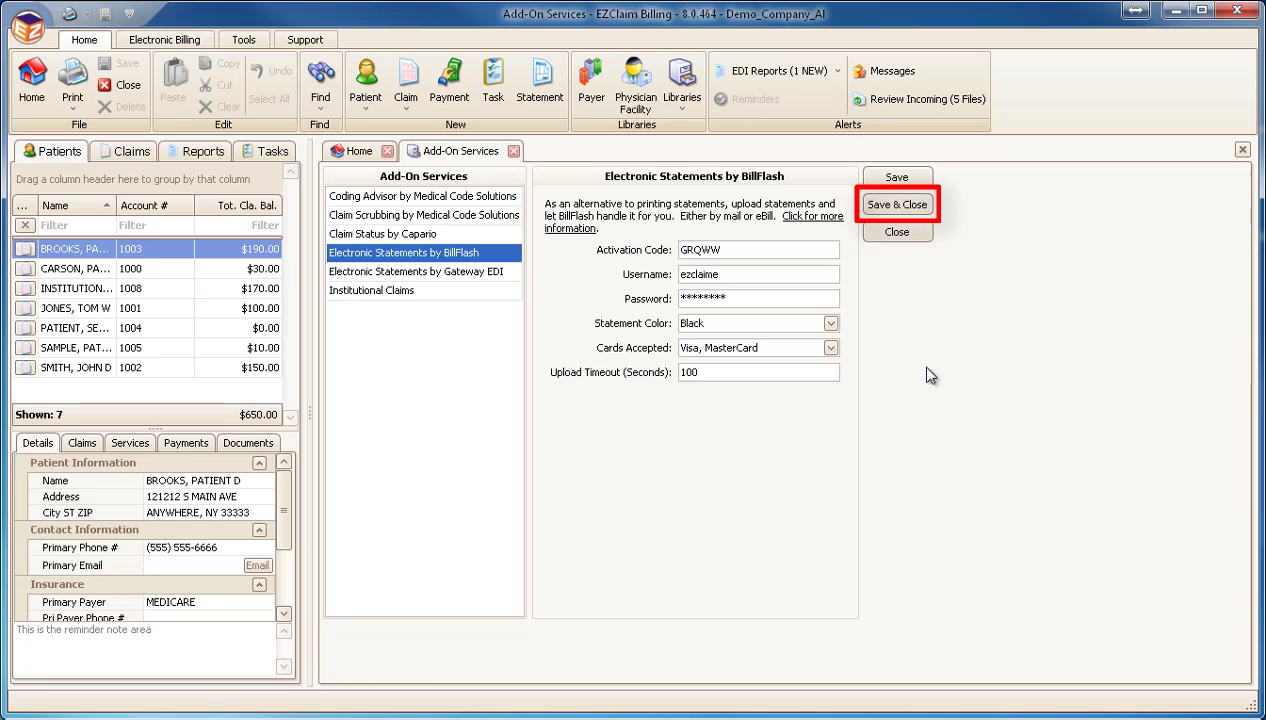 Add-On Services - EZClaim Billing - 8.0.464 - Demo_Company_AI
EZ
Home Electronic Billing Tools Support
Home Print Save Close Delete
File
Paste Copy Cut Clear Undo Select All
Edit
Find
Find
Patient Claim Payment Task Statement
New
Payer Physician Facility Libraries
Libraries
EDI Reports (1 NEW) Messages
Reminders Review Incoming (5 Files)
Alerts
Patients Claims Reports Tasks
Drag a column header here to group by that column
... Name Account # Tot. Cla. Bal.
Filter Filter Filter
BROOKS, PA... 1003 $190.00
CARSON, PA... 1000 $30.00
INSTITUTION... 1008 $170.00
JONES, TOM W 1001 $100.00
PATIENT, SE... 1004 $0.00
SAMPLE, PAT... 1005 $10.00
SMITH, JOHN D 1002 $150.00
Shown: 7 $650.00
Details Claims Services Payments Documents
Patient Information
Name BROOKS, PATIENT D
Address 121212 S MAIN AVE
City ST ZIP ANYWHERE, NY 33333
Contact Information
Primary Phone # (555) 555-6666
Primary Email Email
Insurance
Primary Payer MEDICARE
Pri Payer Phone #
This is the reminder note area
Home Add-On Services
Add-On Services
Coding Advisor by Medical Code Solutions
Claim Scrubbing by Medical Code Solutions
Claim Status by Capario
Electronic Statements by BillFlash
Electronic Statements by Gateway EDI
Institutional Claims
Electronic Statements by BillFlash
As an alternative to printing statements, upload statements and
let BillFlash handle it for you. Either by mail or eBill. Click for more
information.
Activation Code: GRQWW
Username: ezclaime
Password: ********
Statement Color: Black
Cards Accepted: Visa, MasterCard
Upload Timeout (Seconds): 100
Save
Save & Close
Close